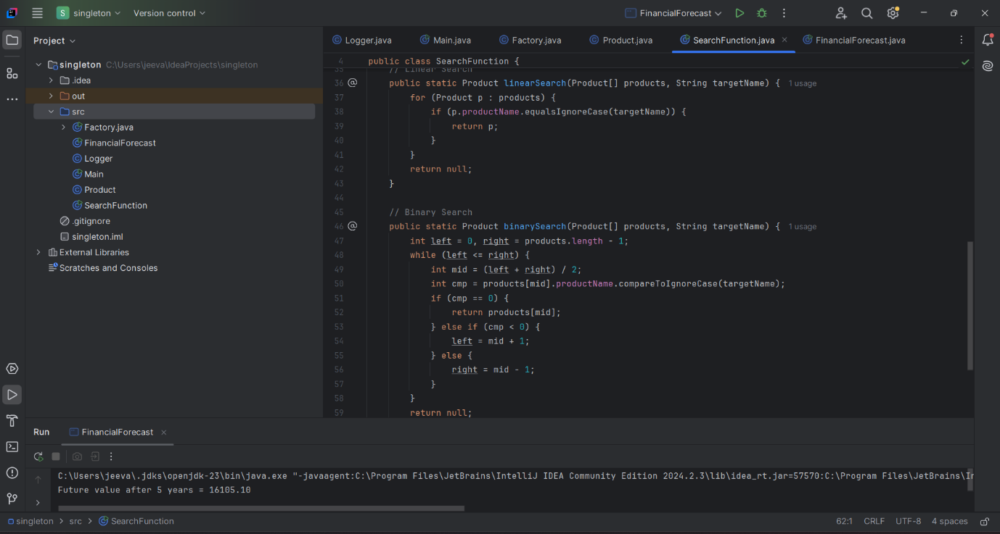 S singleton Version control FinancialForecast
Project
Logger.java Main.java Factory.java Product.java SearchFunction.java FinancialForecast.java
singleton C:\Users\jeeva\IdeaProjects\singleton
.idea
out
src
Factory.java
FinancialForecast
Logger
Main
Product
SearchFunction
.gitignore
singleton.iml
External Libraries
Scratches and Consoles
4 public class SearchFunction {
35 // Linear Search
36 @ public static Product linearSearch(Product[] products, String targetName) { 1 usage
37 for (Product p : products) {
38 if (p.productName.equalsIgnoreCase(targetName)) {
39 return p;
40 }
41 }
42 return null;
43 }
44
45 // Binary Search
46 @ public static Product binarySearch(Product[] products, String targetName) { 1 usage
47 int left = 0, right = products.length - 1;
48 while (left <= right) {
49 int mid = (left + right) / 2;
50 int cmp = products[mid].productName.compareToIgnoreCase(targetName);
51 if (cmp == 0) {
52 return products[mid];
53 } else if (cmp < 0) {
54 left = mid + 1;
55 } else {
56 right = mid - 1;
57 }
58 }
59 return null;
Run FinancialForecast
C:\Users\jeeva\.jdks\openjdk-23\bin\java.exe "-javaagent:C:\Program Files\JetBrains\IntelliJ IDEA Community Edition 2024.2.3\lib\idea_rt.jar=57570:C:\Program Files\JetBrains\
Future value after 5 years = 16105.10
singleton > src > SearchFunction 62:1 CRLF UTF-8 4 spaces